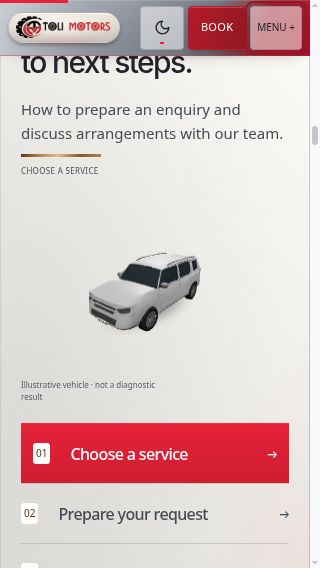 TOLI MOTORS
BOOK
MENU +
to next steps.
How to prepare an enquiry and
discuss arrangements with our team.
CHOOSE A SERVICE
Illustrative vehicle · not a diagnostic
result
01 Choose a service →
02 Prepare your request →